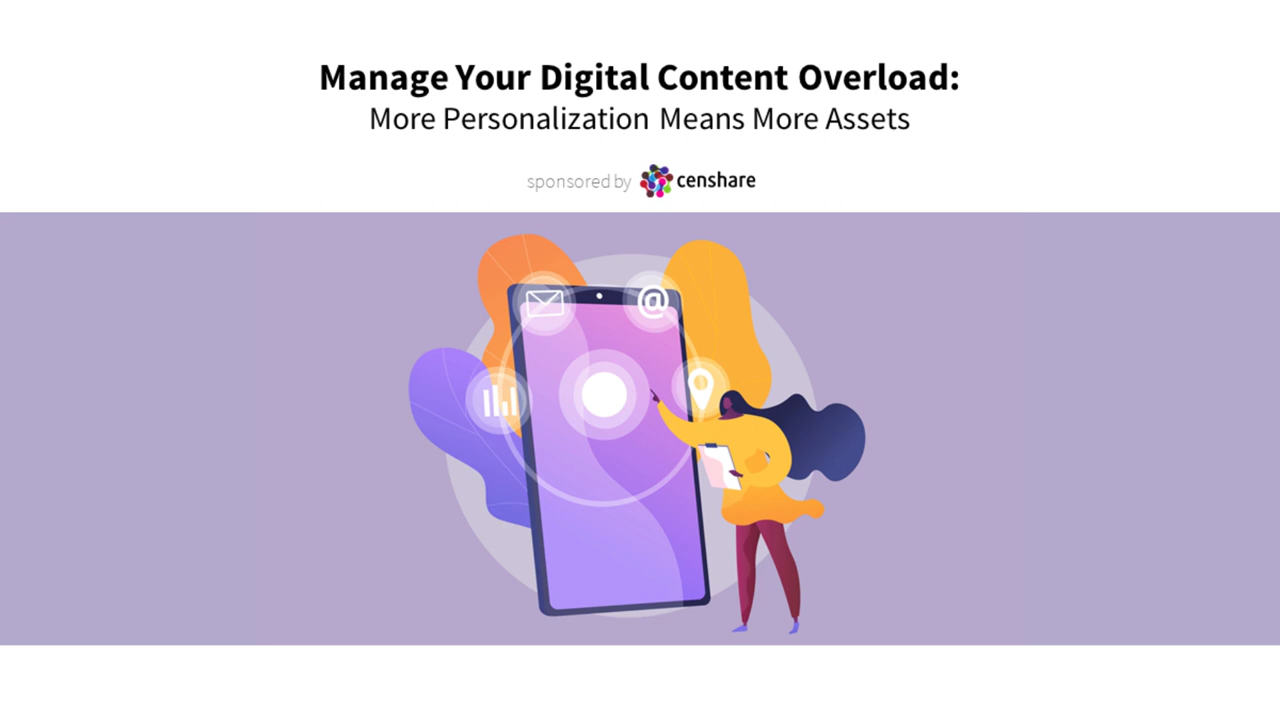 Manage Your Digital Content Overload:
More Personalization Means More Assets
sponsored by censhare
@